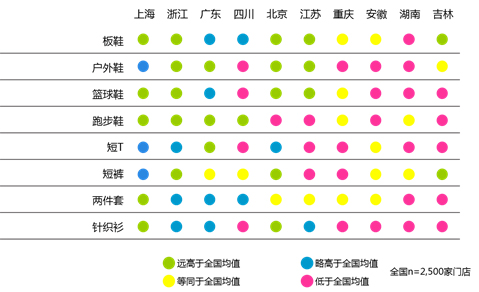 上海 浙江 广东 四川 北京 江苏 重庆 安徽 湖南 吉林
板鞋
户外鞋
篮球鞋
跑步鞋
短T
短裤
两件套
针织衫
远高于全国均值 略高于全国均值
等同于全国均值 低于全国均值
全国n=2,500家门店